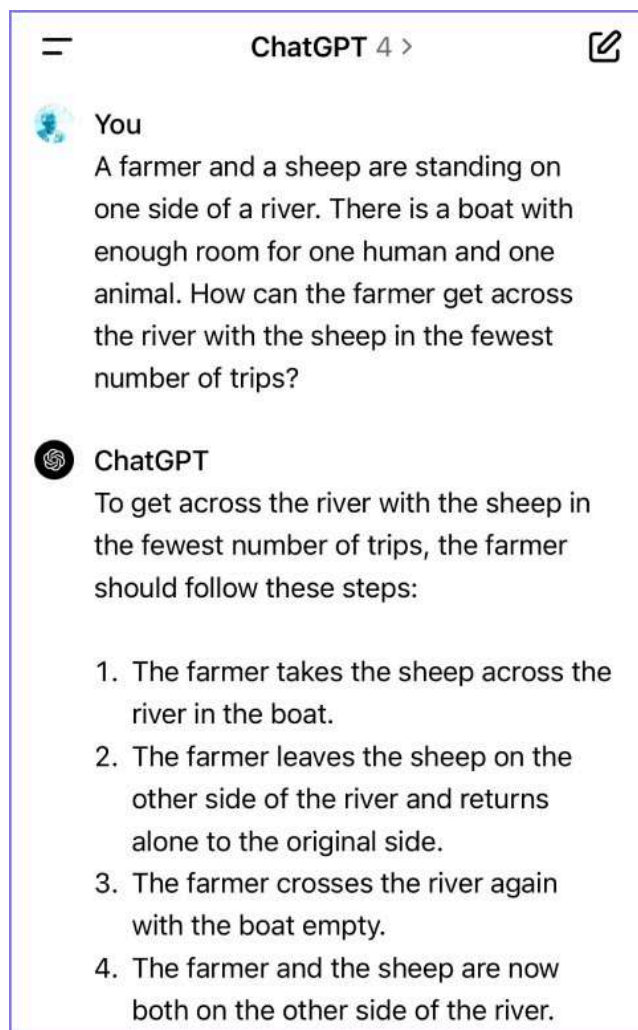 ChatGPT 4 >
You
A farmer and a sheep are standing on
one side of a river. There is a boat with
enough room for one human and one
animal. How can the farmer get across
the river with the sheep in the fewest
number of trips?
ChatGPT
To get across the river with the sheep in
the fewest number of trips, the farmer
should follow these steps:
1. The farmer takes the sheep across the
river in the boat.
2. The farmer leaves the sheep on the
other side of the river and returns
alone to the original side.
3. The farmer crosses the river again
with the boat empty.
4. The farmer and the sheep are now
both on the other side of the river.